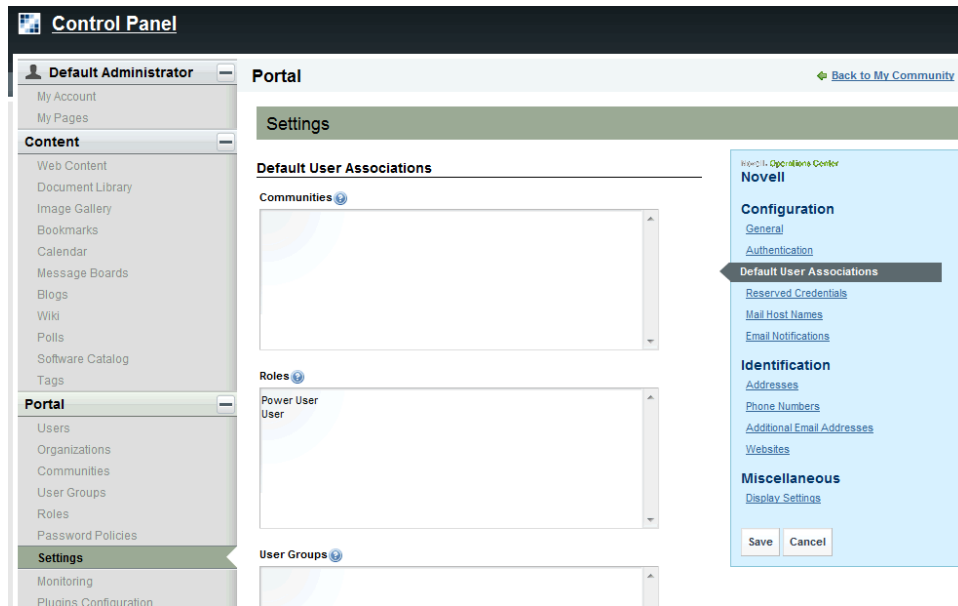 Control Panel
Default Administrator
My Account
My Pages
Content
Web Content
Document Library
Image Gallery
Bookmarks
Calendar
Message Boards
Blogs
Wiki
Polls
Software Catalog
Tags
Portal
Users
Organizations
Communities
User Groups
Roles
Password Policies
Settings
Monitoring
Plugins Configuration
Portal
Back to My Community
Settings
Default User Associations
Communities
Roles
Power User
User
User Groups
Novell Operations Center
Novell
Configuration
General
Authentication
Default User Associations
Reserved Credentials
Mail Host Names
Email Notifications
Identification
Addresses
Phone Numbers
Additional Email Addresses
Websites
Miscellaneous
Display Settings
Save Cancel